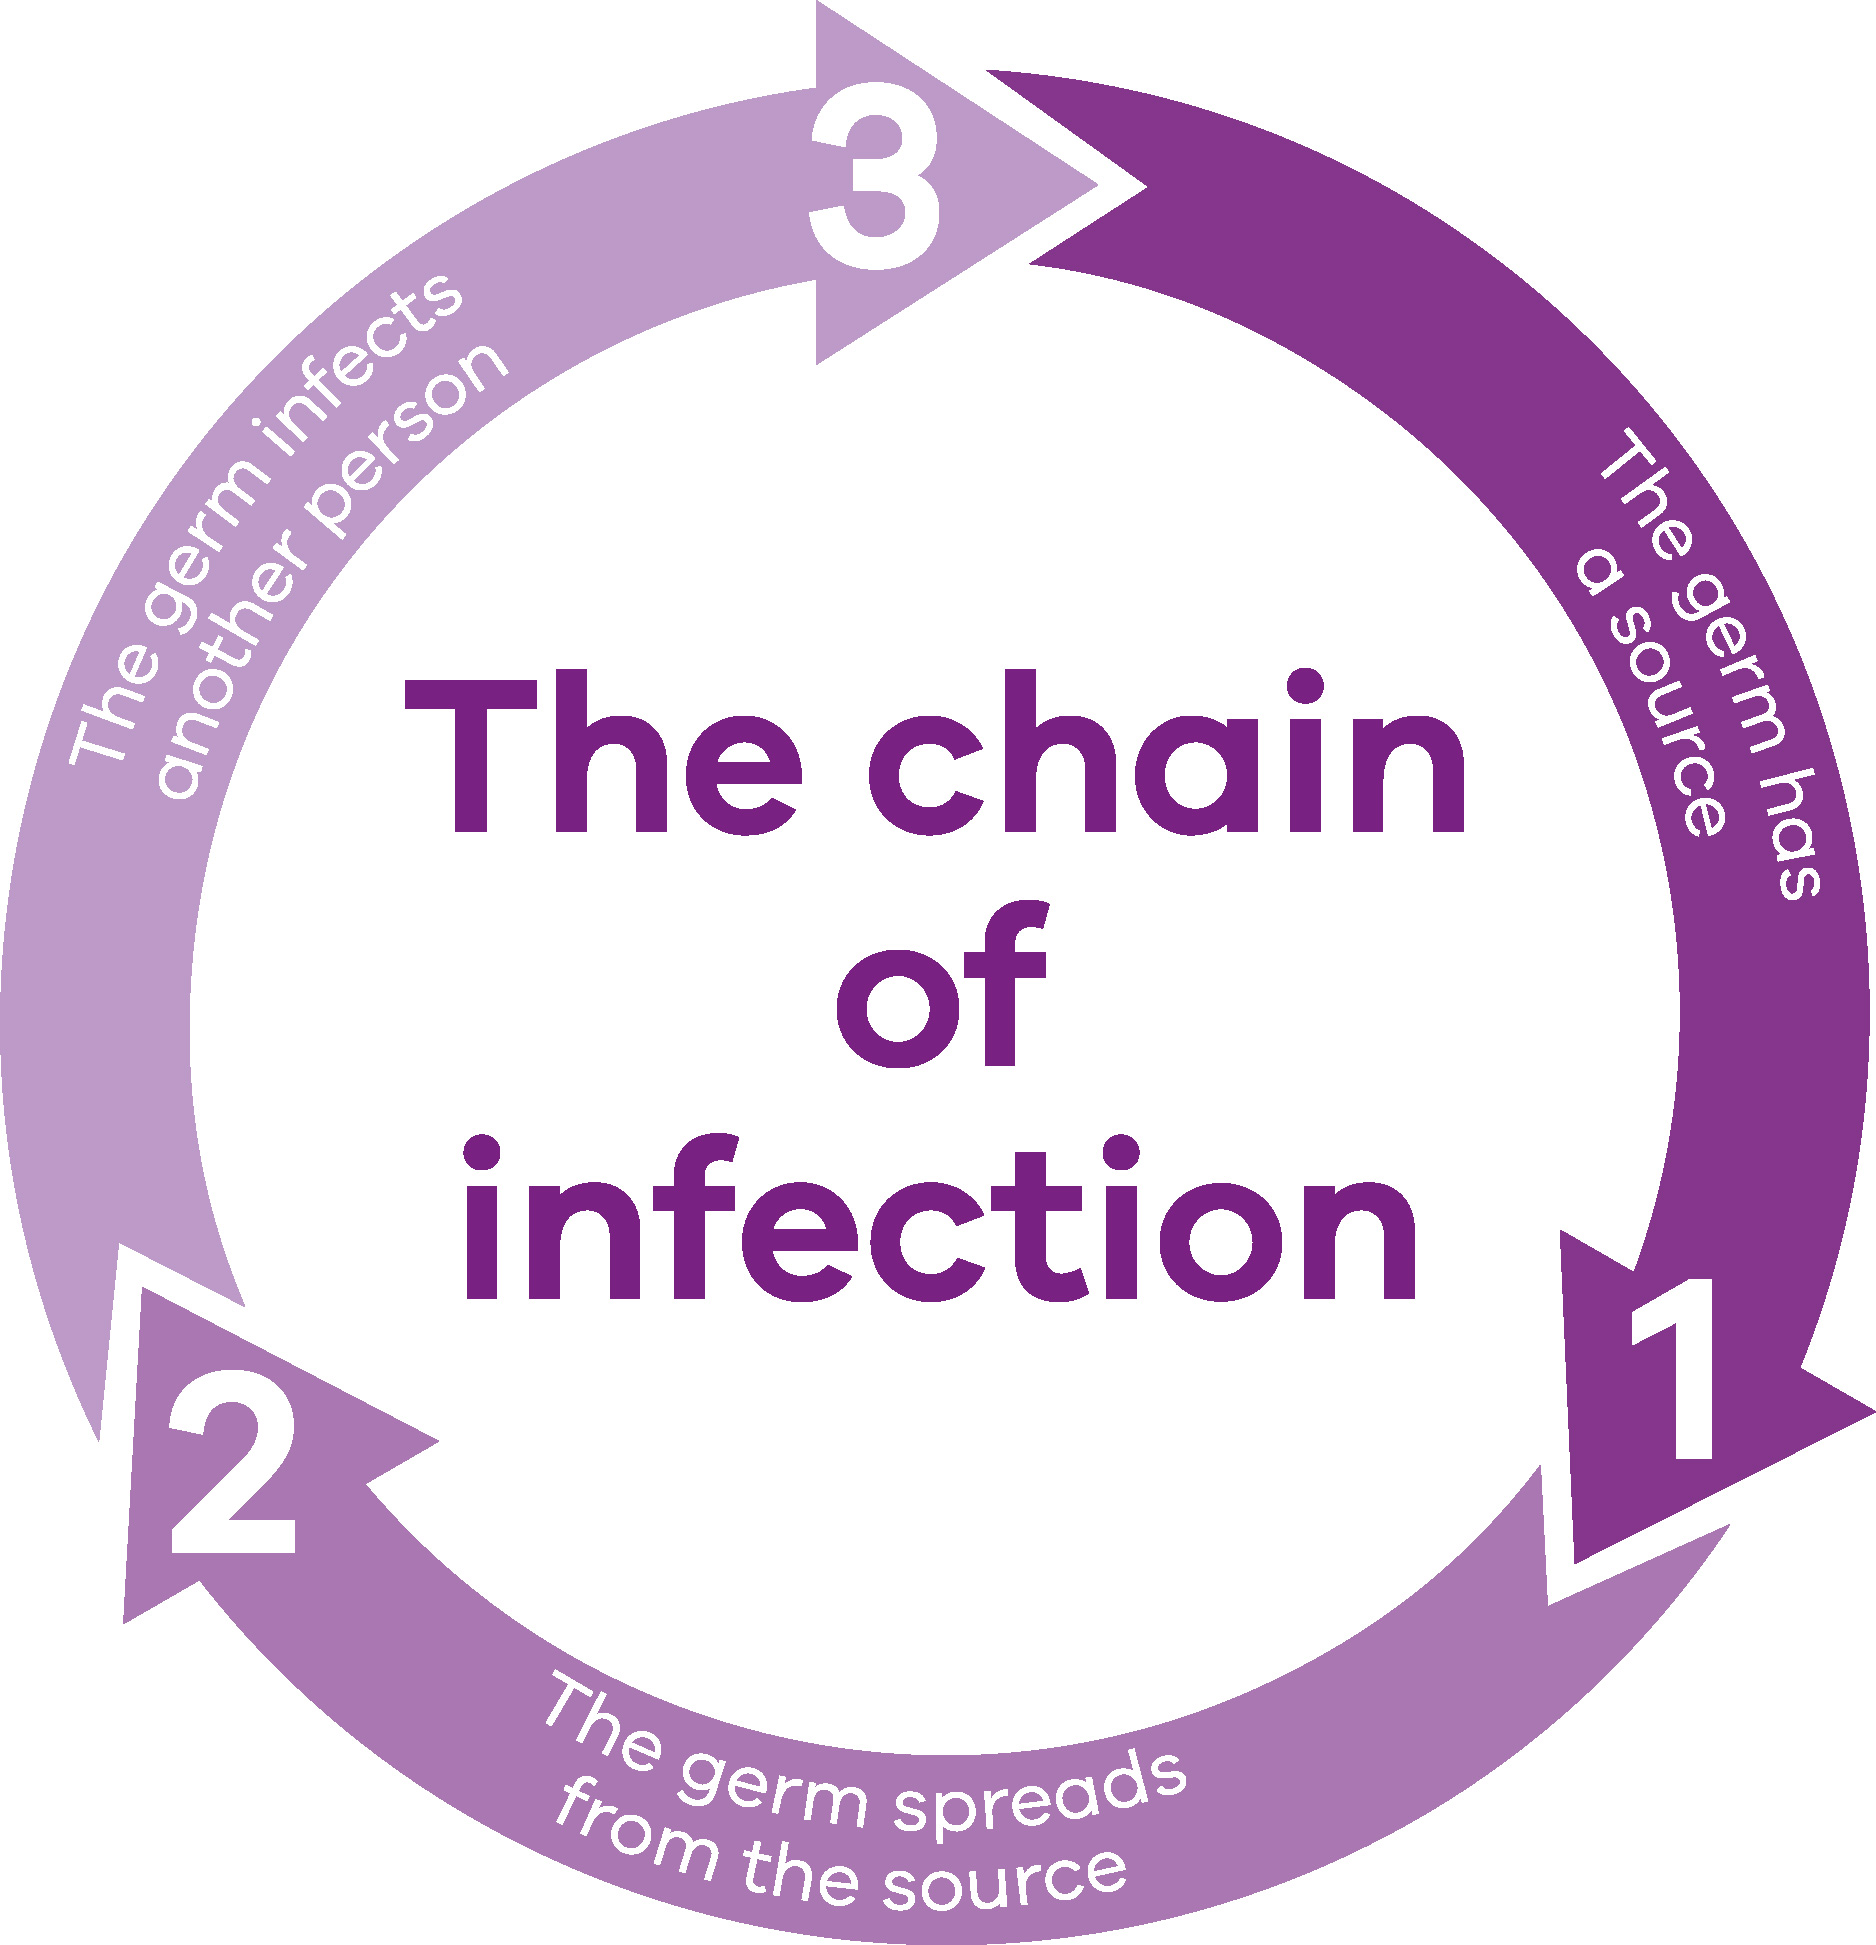 The chain
of
infection
1
The germ has
a source
2
The germ spreads
from the source
3
The germ infects
another person